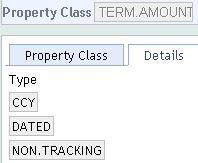 Property Class TERM.AMOUNT
Property Class Details
Type
CCY
DATED
NON.TRACKING